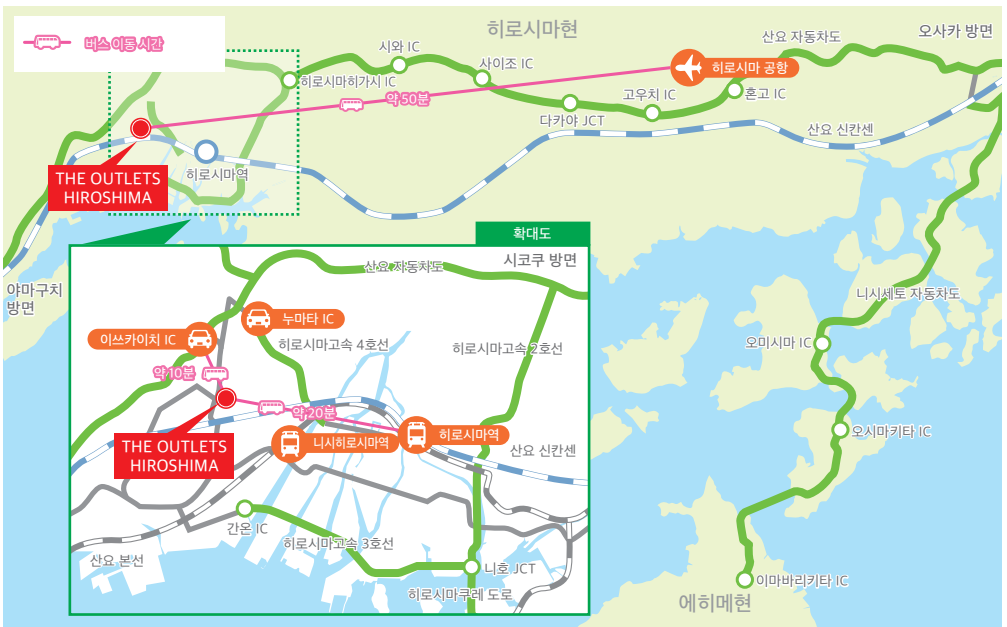 버스 이동 시간
히로시마현
시와 IC
사이조 IC
히로시마 공항
산요 자동차도
오사카 방면
히로시마히가시 IC
약 50분
고우치 IC
혼고 IC
다카야 JCT
산요 신칸센
히로시마역
THE OUTLETS
HIROSHIMA
야마구치
방면
확대도
시코쿠 방면
산요 자동차도
누마타 IC
이쓰카이치 IC
히로시마고속 4호선
히로시마고속 2호선
약 10분
약 20분
THE OUTLETS
HIROSHIMA
니시히로시마역
히로시마역
산요 신칸센
간온 IC
히로시마고속 3호선
산요 본선
니호 JCT
히로시마쿠레 도로
니시세토 자동차도
오미시마 IC
오시마키타 IC
이마바리키타 IC
에히메현